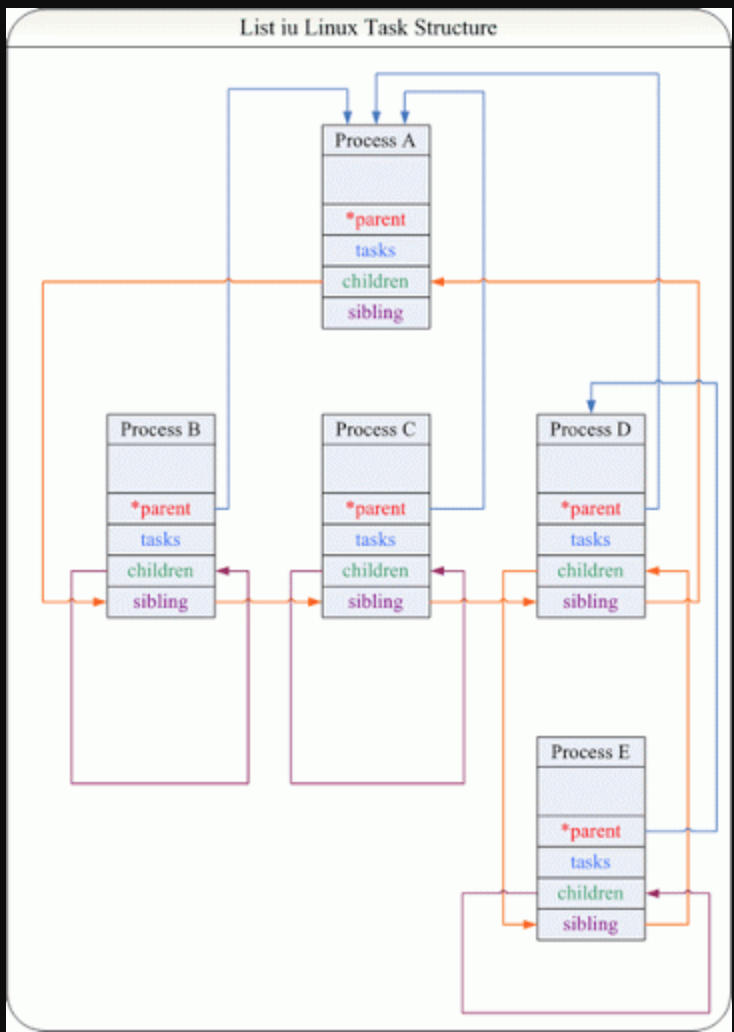 List iu Linux Task Structure
Process A
*parent
tasks
children
sibling
Process B
*parent
tasks
children
sibling
Process C
*parent
tasks
children
sibling
Process D
*parent
tasks
children
sibling
Process E
*parent
tasks
children
sibling